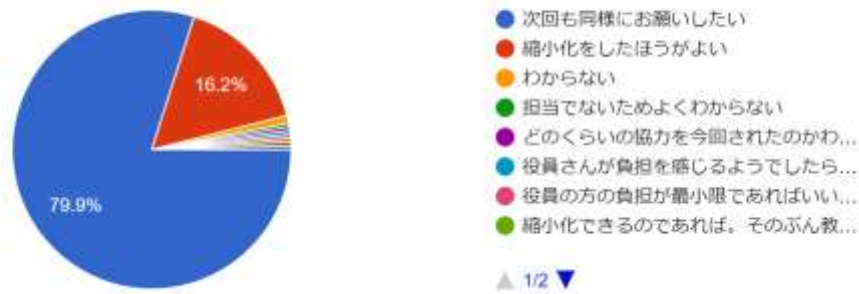 次回も同様にお願いしたい
縮小化をしたほうがよい
16.2%
わからない
担当でないためよくわからない
どのくらいの協力を今回されたのかわ...
役員さんが負担を感じるようでしたら...
79.9%
役員の方の負担が最小限であればいい...
縮小化できるのであれば。そのぶん教...
1/2